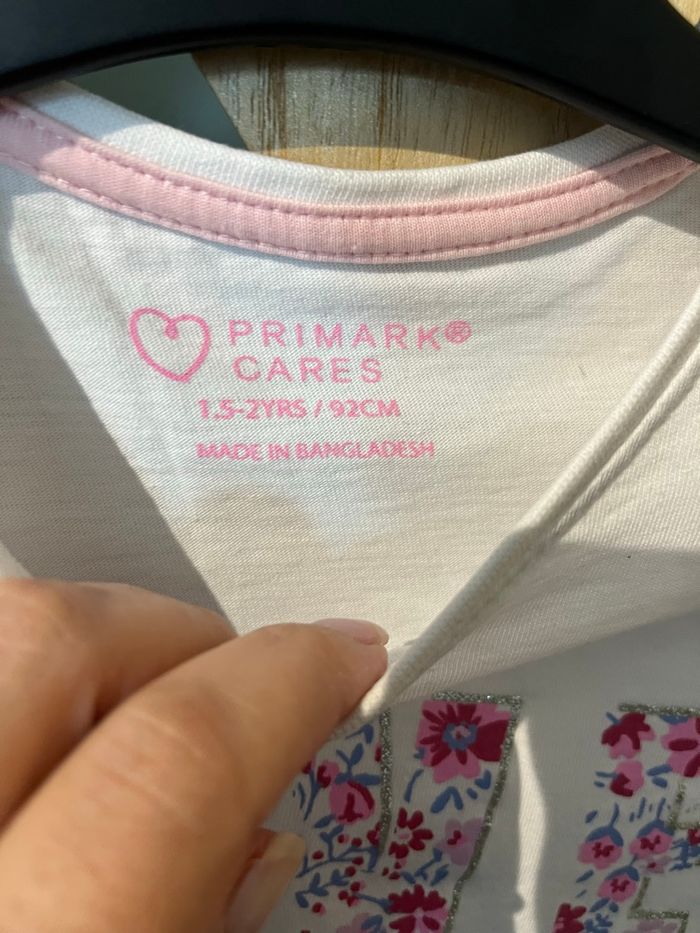 PRIMARK®
CARES
1.5-2YRS / 92CM
MADE IN BANGLADESH